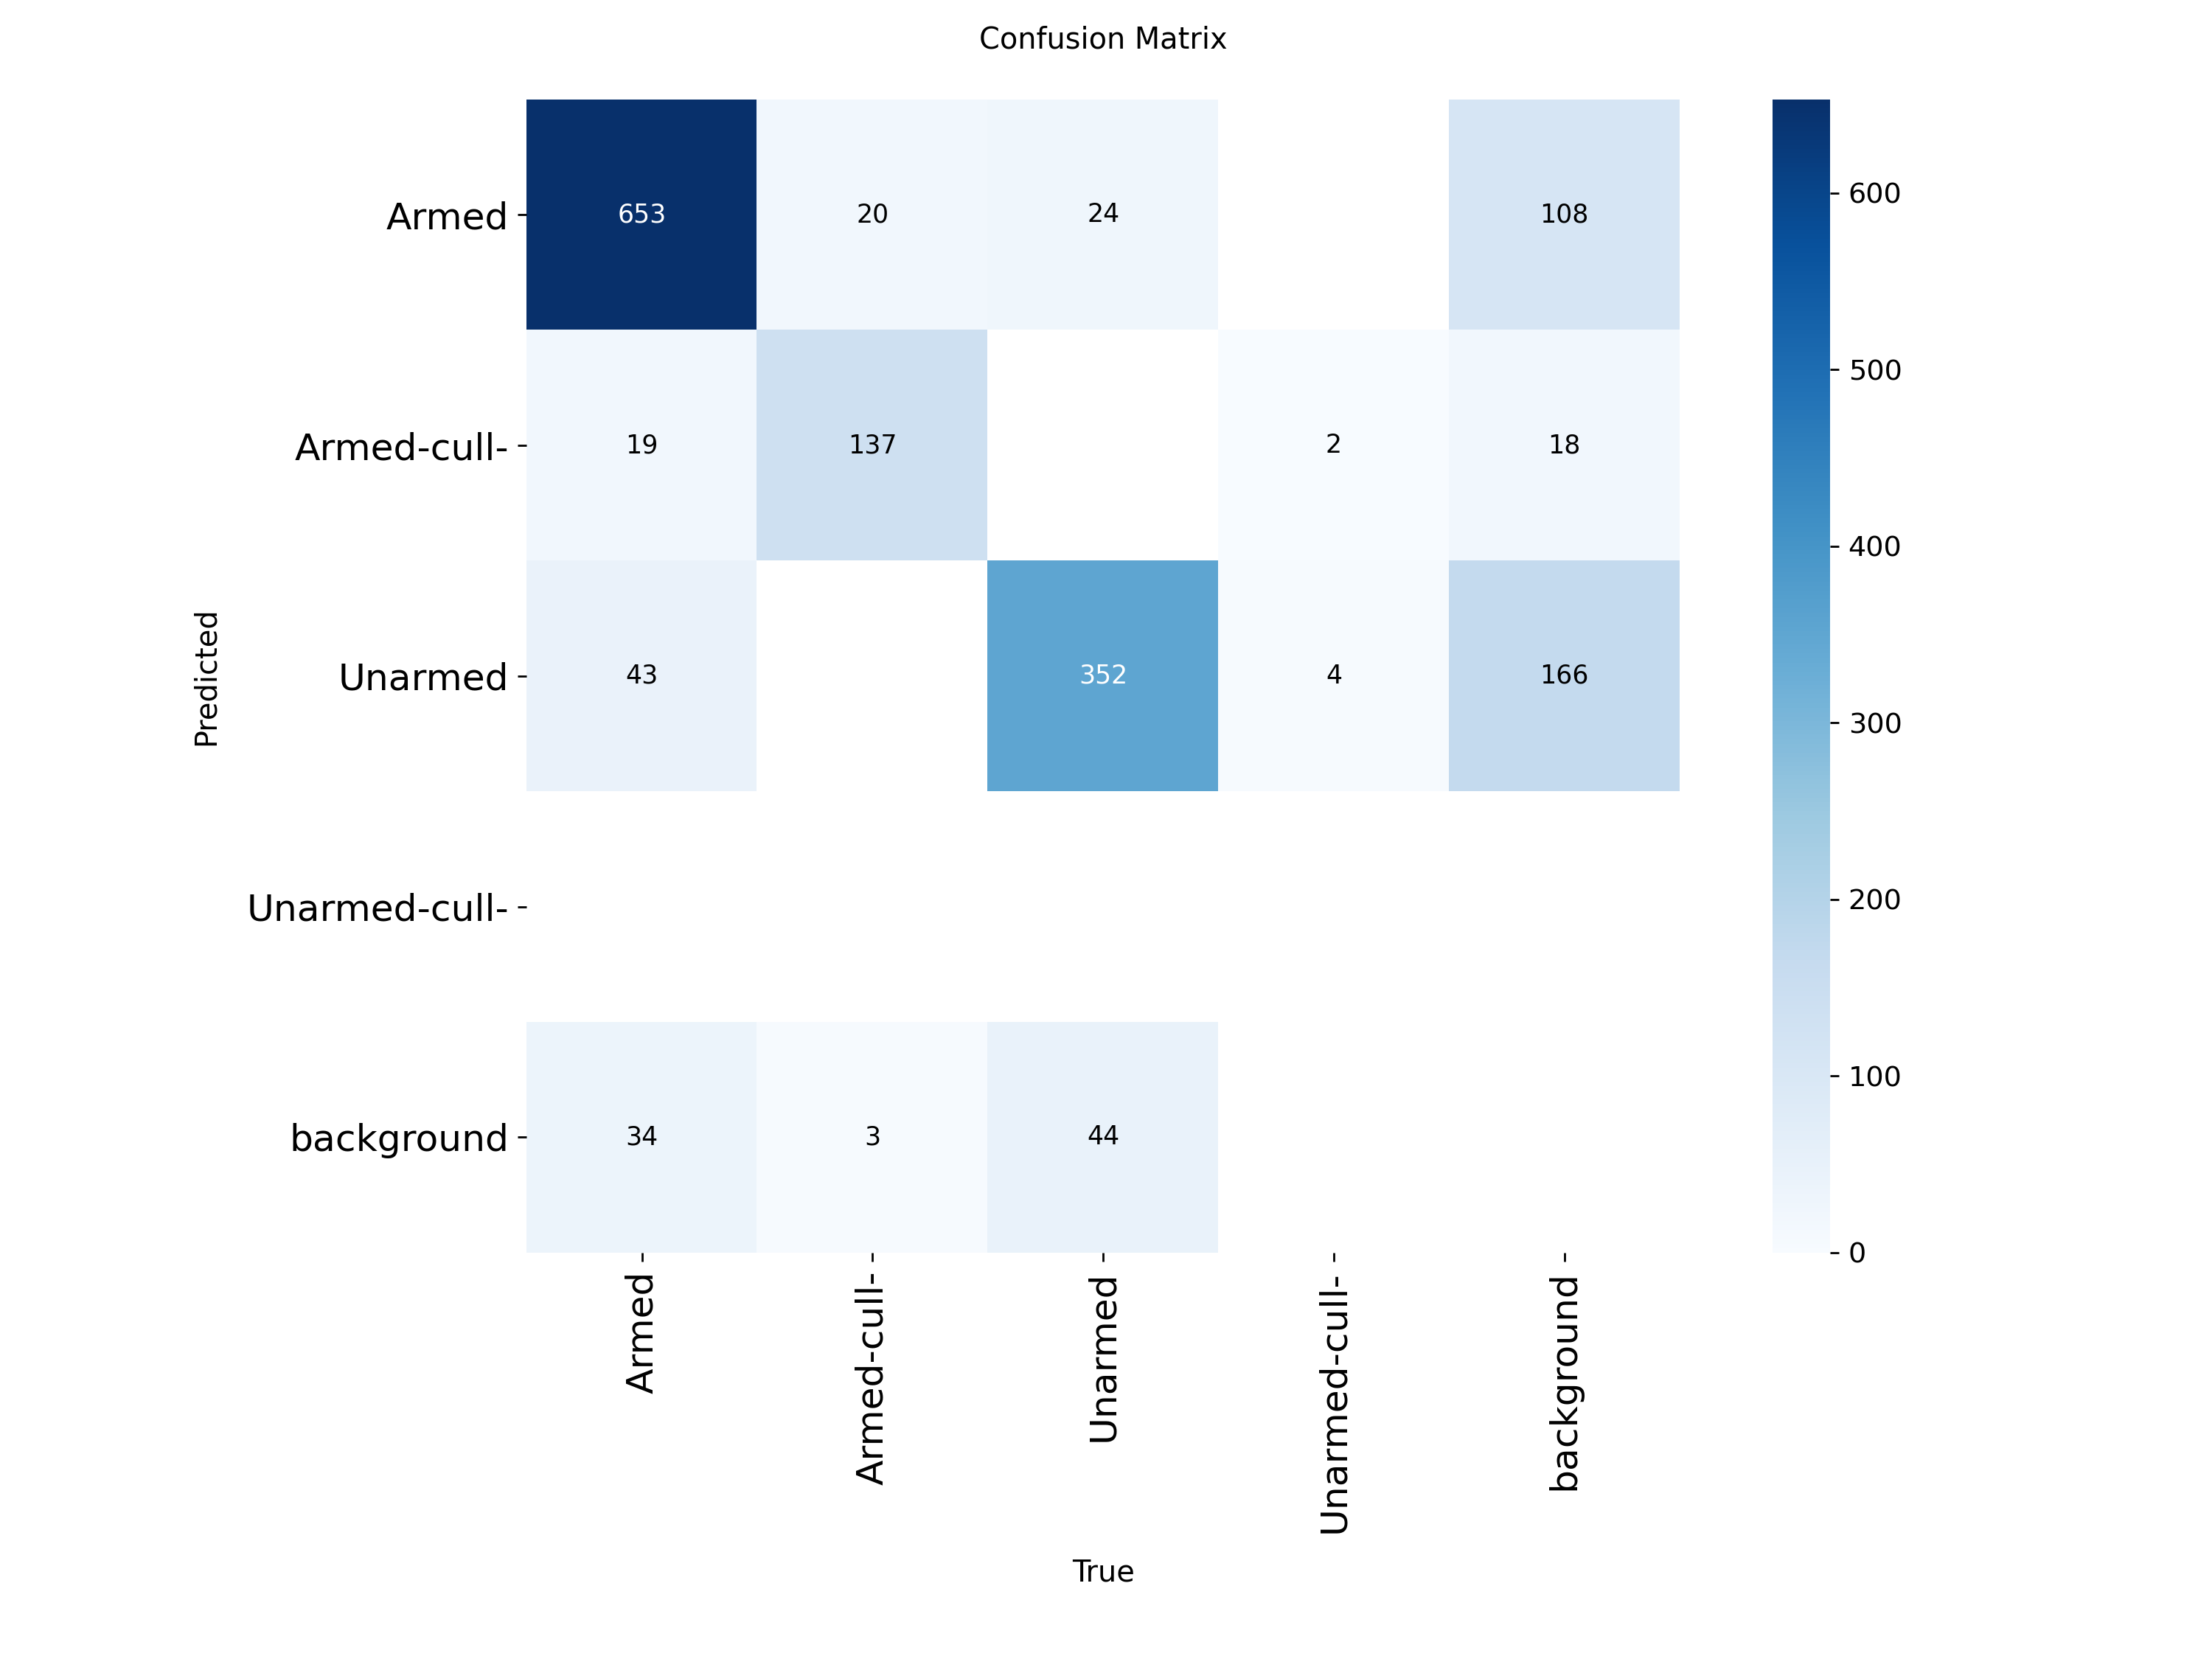 Confusion Matrix
Armed 653 20 24 108
Armed-cull- 19 137 2 18
Unarmed 43 352 4 166
Unarmed-cull-
background 34 3 44
Predicted
Armed Armed-cull- Unarmed Unarmed-cull- background
True
600
500
400
300
200
100
0